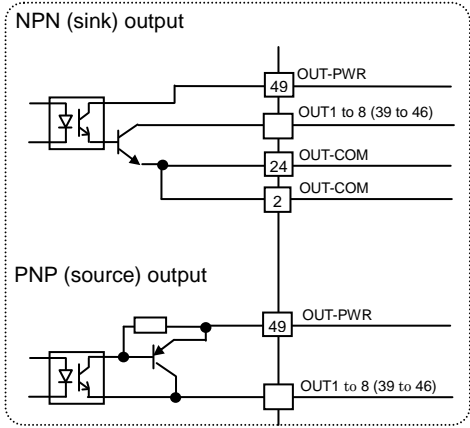 NPN (sink) output
49 OUT-PWR
OUT1 to 8 (39 to 46)
24 OUT-COM
2 OUT-COM
PNP (source) output
49 OUT-PWR
OUT1 to 8 (39 to 46)